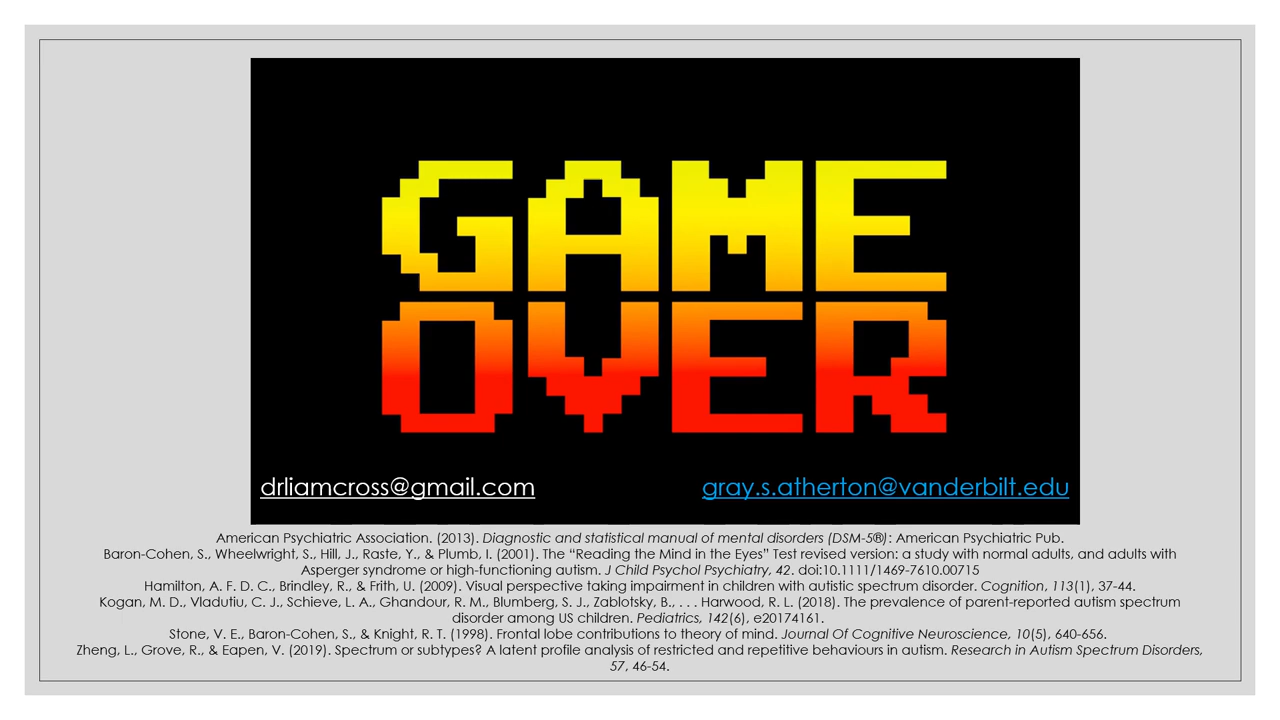 GAME
OVER
drliamcross@gmail.com
gray.s.atherton@vanderbilt.edu
American Psychiatric Association. (2013). Diagnostic and statistical manual of mental disorders (DSM-5®): American Psychiatric Pub.
Baron-Cohen, S., Wheelwright, S., Hill, J., Raste, Y., & Plumb, I. (2001). The “Reading the Mind in the Eyes” Test revised version: a study with normal adults, and adults with
Asperger syndrome or high-functioning autism. J Child Psychol Psychiatry, 42. doi:10.1111/1469-7610.00715
Hamilton, A. F. D. C., Brindley, R., & Frith, U. (2009). Visual perspective taking impairment in children with autistic spectrum disorder. Cognition, 113(1), 37-44.
Kogan, M. D., Vladutiu, C. J., Schieve, L. A., Ghandour, R. M., Blumberg, S. J., Zablotsky, B., . . . Harwood, R. L. (2018). The prevalence of parent-reported autism spectrum
disorder among US children. Pediatrics, 142(6), e20174161.
Stone, V. E., Baron-Cohen, S., & Knight, R. T. (1998). Frontal lobe contributions to theory of mind. Journal Of Cognitive Neuroscience, 10(5), 640-656.
Zheng, L., Grove, R., & Eapen, V. (2019). Spectrum or subtypes? A latent profile analysis of restricted and repetitive behaviours in autism. Research in Autism Spectrum Disorders,
57, 46-54.